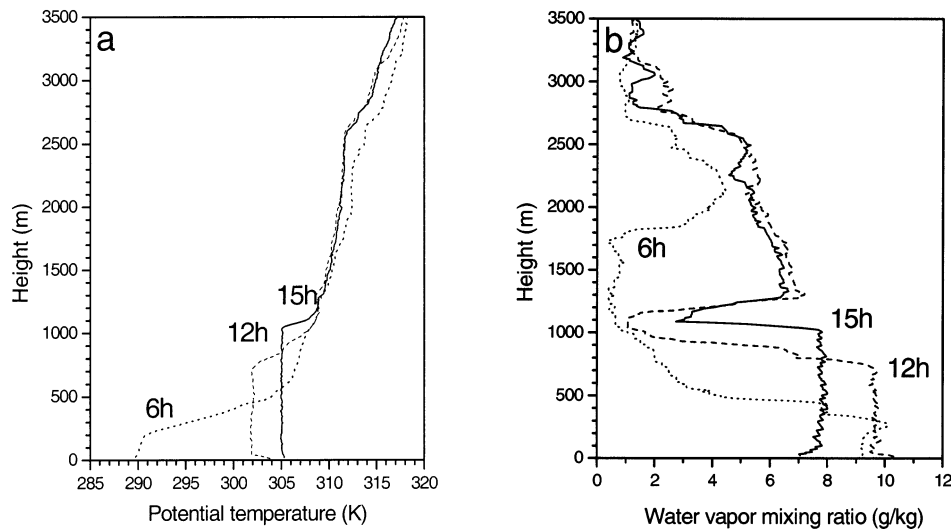 a
3500
3000
2500
2000
1500
1000
500
0
Height (m)
15h
12h
6h
285 290 295 300 305 310 315 320
Potential temperature (K)
b
3500
3000
2500
2000
1500
1000
500
0
Height (m)
6h
15h
12h
0 2 4 6 8 10 12
Water vapor mixing ratio (g/kg)